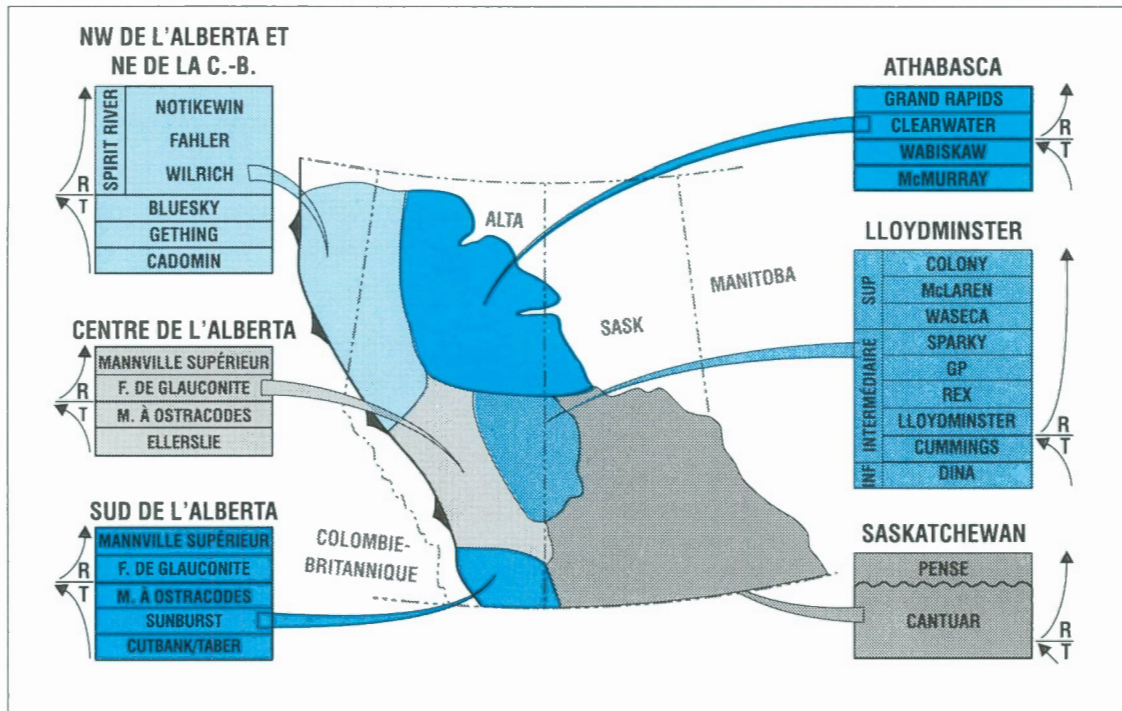 NW DE L'ALBERTA ET
NE DE LA C.-B.
SPIRIT RIVER
NOTIKEWIN
FAHLER
WILRICH
R
T
BLUESKY
GETHING
CADOMIN
CENTRE DE L'ALBERTA
MANNVILLE SUPÉRIEUR
F. DE GLAUCONITE
R
T
M. À OSTRACODES
ELLERSLIE
SUD DE L'ALBERTA
MANNVILLE SUPÉRIEUR
F. DE GLAUCONITE
R
T
M. À OSTRACODES
SUNBURST
CUTBANK/TABER
ALTA
SASK
MANITOBA
COLOMBIE-
BRITANNIQUE
ATHABASCA
GRAND RAPIDS
CLEARWATER
R
T
WABISKAW
McMURRAY
LLOYDMINSTER
SUP
COLONY
McLAREN
WASECA
INTERMÉDIAIRE
SPARKY
GP
REX
LLOYDMINSTER
R
T
CUMMINGS
INF
DINA
SASKATCHEWAN
PENSE
CANTUAR
R
T